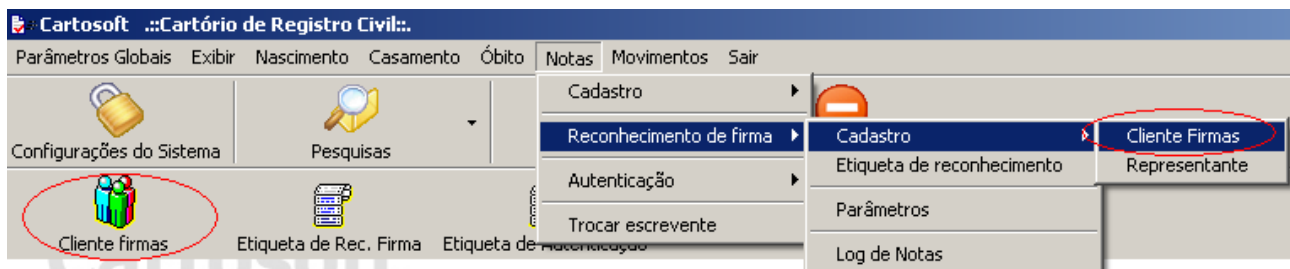 Cartosoft .::Cartório de Registro Civil::.
Parâmetros Globais Exibir Nascimento Casamento Óbito Notas Movimentos Sair
Cadastro
Configurações do Sistema Pesquisas
Reconhecimento de firma Cadastro Cliente Firmas
Etiqueta de reconhecimento Representante
Autenticação
Parâmetros
Trocar escrevente
Cliente firmas Etiqueta de Rec. Firma Etiqueta de Autenticação
Log de Notas
Cartosoft